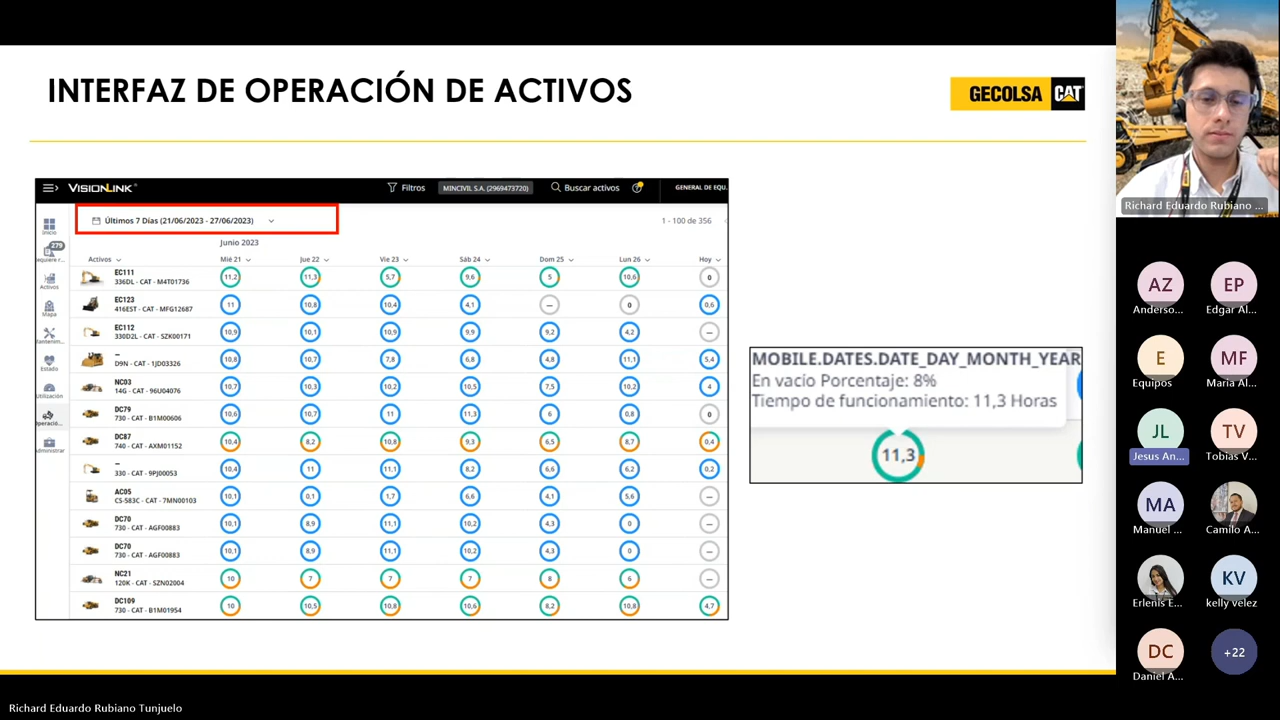 INTERFAZ DE OPERACIÓN DE ACTIVOS
GECOLSA CAT
VISIONLINK
Filtros
MINCIVIL S.A. (2969473720)
Buscar activos
GENERAL DE EQU.
Últimos 7 Días (21/06/2023 - 27/06/2023)
1 - 100 de 356
Junio 2023
Activos Mié 21 Jue 22 Vie 23 Sáb 24 Dom 25 Lun 26 Hoy
EC111
336DL - CAT - M4T01736
11,2 11,3 5,7 9,6 5 10,6 0
EC123
416EST - CAT - MFG12687
11 10,8 10,4 4,1 — 0 0,6
EC112
330D2L - CAT - SZK00171
10,9 10,1 10,9 9,9 9,2 4,2 —
—
D9N - CAT - 1JD03326
10,8 10,7 7,8 6,8 4,8 11,1 5,4
NC03
14G - CAT - 96U04076
10,7 10,3 10,2 10,5 7,5 10,2 4
DC79
730 - CAT - B1M00606
10,6 10,7 11 11,3 6 0,8 0
DC87
740 - CAT - AXM01152
10,4 8,2 10,8 9,3 6,5 8,7 0,4
—
330 - CAT - 9PJ00053
10,4 11 11,1 8,2 6,6 6,2 0,2
AC05
CS-583C - CAT - 7MN00103
10,1 0,1 1,7 6,6 4,1 5,6 —
DC70
730 - CAT - AGF00883
10,1 8,9 11,1 10,2 4,3 0 —
DC70
730 - CAT - AGF00883
10,1 8,9 11,1 10,2 4,3 0 —
NC21
120K - CAT - SZN02004
10 7 7 7 8 6 —
DC109
730 - CAT - B1M01954
10 10,5 10,8 10,6 8,2 10,8 4,7
Inicio
279
Activos
Mapa
Mantenim...
Estado
Utilización
Operació...
Administrar
MOBILE.DATES.DATE_DAY_MONTH_YEAR
En vacío Porcentaje: 8%
Tiempo de funcionamiento: 11,3 Horas
11,3
Richard Eduardo Rubiano ...
AZ
Anderso...
EP
Edgar Al...
E
Equipos
MF
Maria Al...
JL
Jesus An...
TV
Tobias V...
MA
Manuel ...
Camilo A...
Erlenis E...
KV
kelly velez
DC
Daniel A...
+22
Richard Eduardo Rubiano Tunjuelo